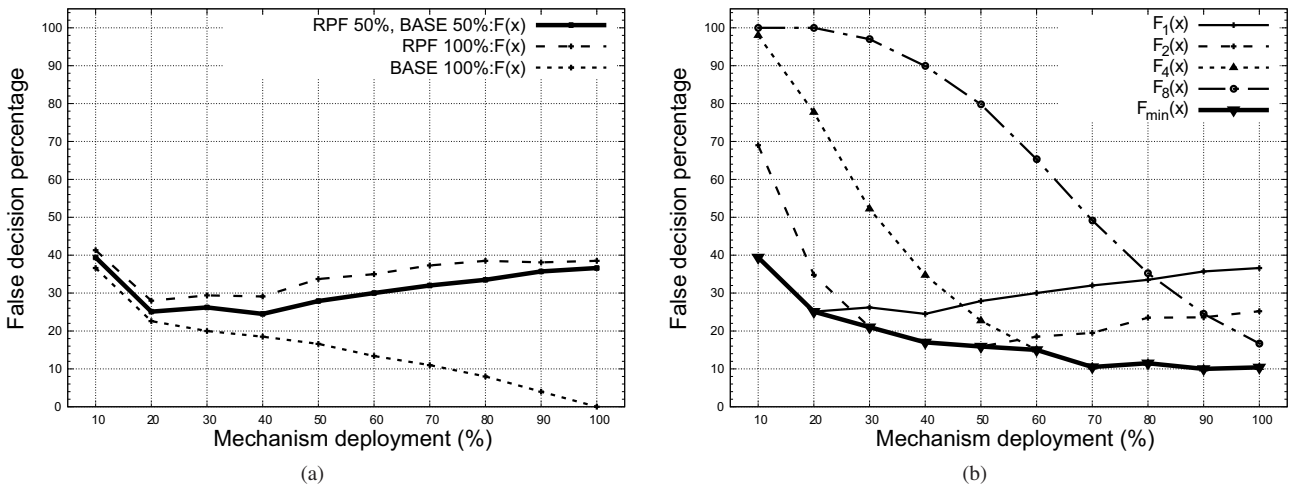 RPF 50%, BASE 50%:F(x)
RPF 100%:F(x)
BASE 100%:F(x)
100
90
80
70
60
50
40
30
20
10
0
False decision percentage
10 20 30 40 50 60 70 80 90 100
Mechanism deployment (%)
(a)
F1(x)
F2(x)
F4(x)
F8(x)
Fmin(x)
100
90
80
70
60
50
40
30
20
10
0
False decision percentage
10 20 30 40 50 60 70 80 90 100
Mechanism deployment (%)
(b)